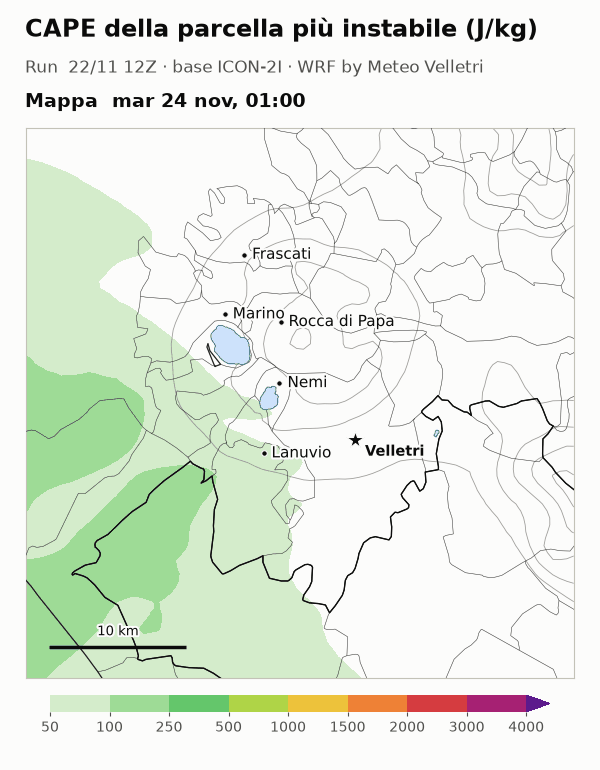 CAPE della parcella più instabile (J/kg)
Run  22/11 12Z · base ICON-2I · WRF by Meteo Velletri
Mappa  mar 24 nov, 01:00
Frascati
Marino
Rocca di Papa
Nemi
Velletri
Lanuvio
10 km
50 100 250 500 1000 1500 2000 3000 4000